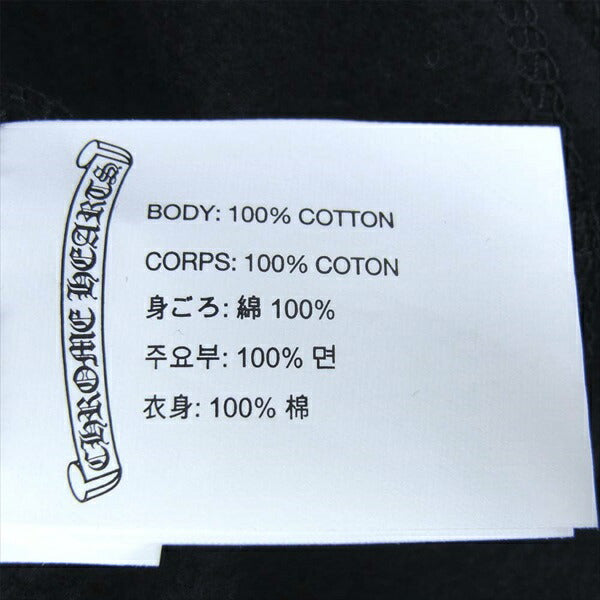 CHROME HEARTS
BODY: 100% COTTON
CORPS: 100% COTON
身ごろ: 綿 100%
주요부: 100% 면
衣身: 100% 棉